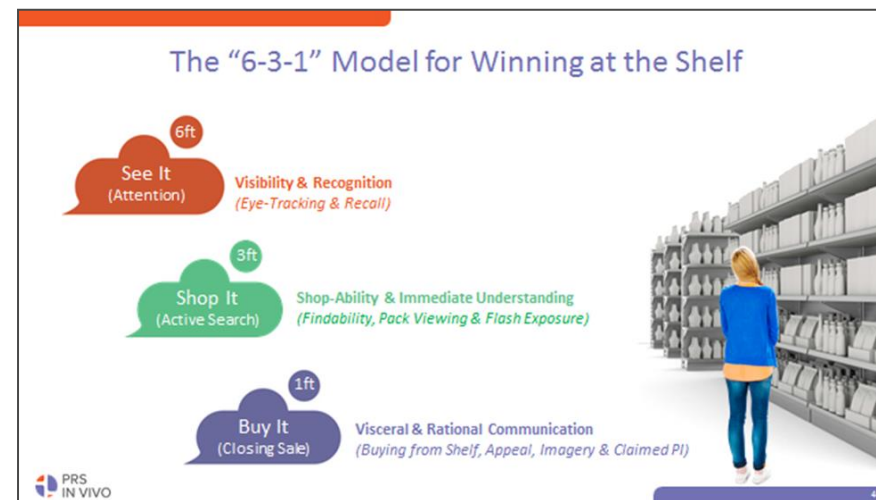 The “6-3-1” Model for Winning at the Shelf
6ft
See It
(Attention)
Visibility & Recognition
(Eye-Tracking & Recall)
3ft
Shop It
(Active Search)
Shop-Ability & Immediate Understanding
(Findability, Pack Viewing & Flash Exposure)
1ft
Buy It
(Closing Sale)
Visceral & Rational Communication
(Buying from Shelf, Appeal, Imagery & Claimed PI)
PRS
IN VIVO
4